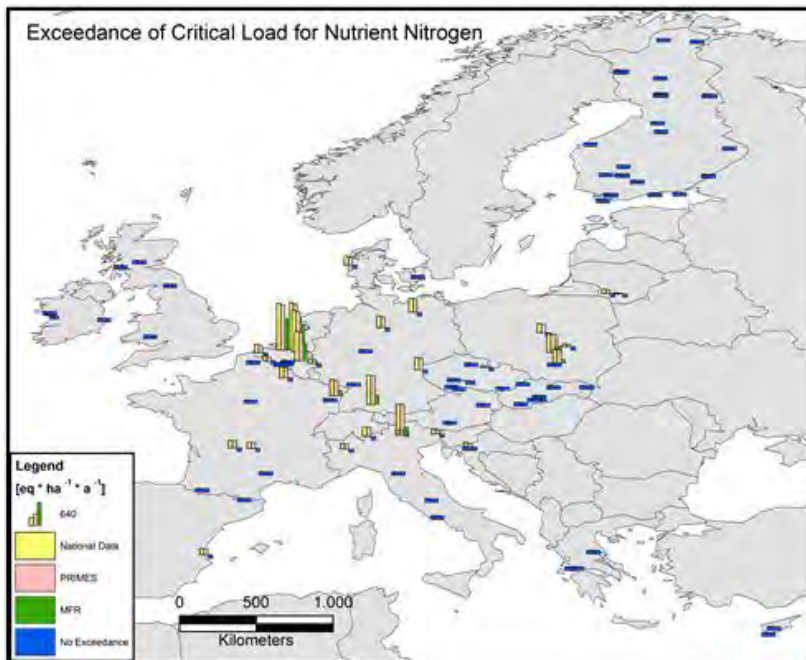 Exceedance of Critical Load for Nutrient Nitrogen
Legend
[eq * ha -1 * a -1]
640
National Data
PRIMES
MFR
No Exceedance
0 500 1.000
Kilometers